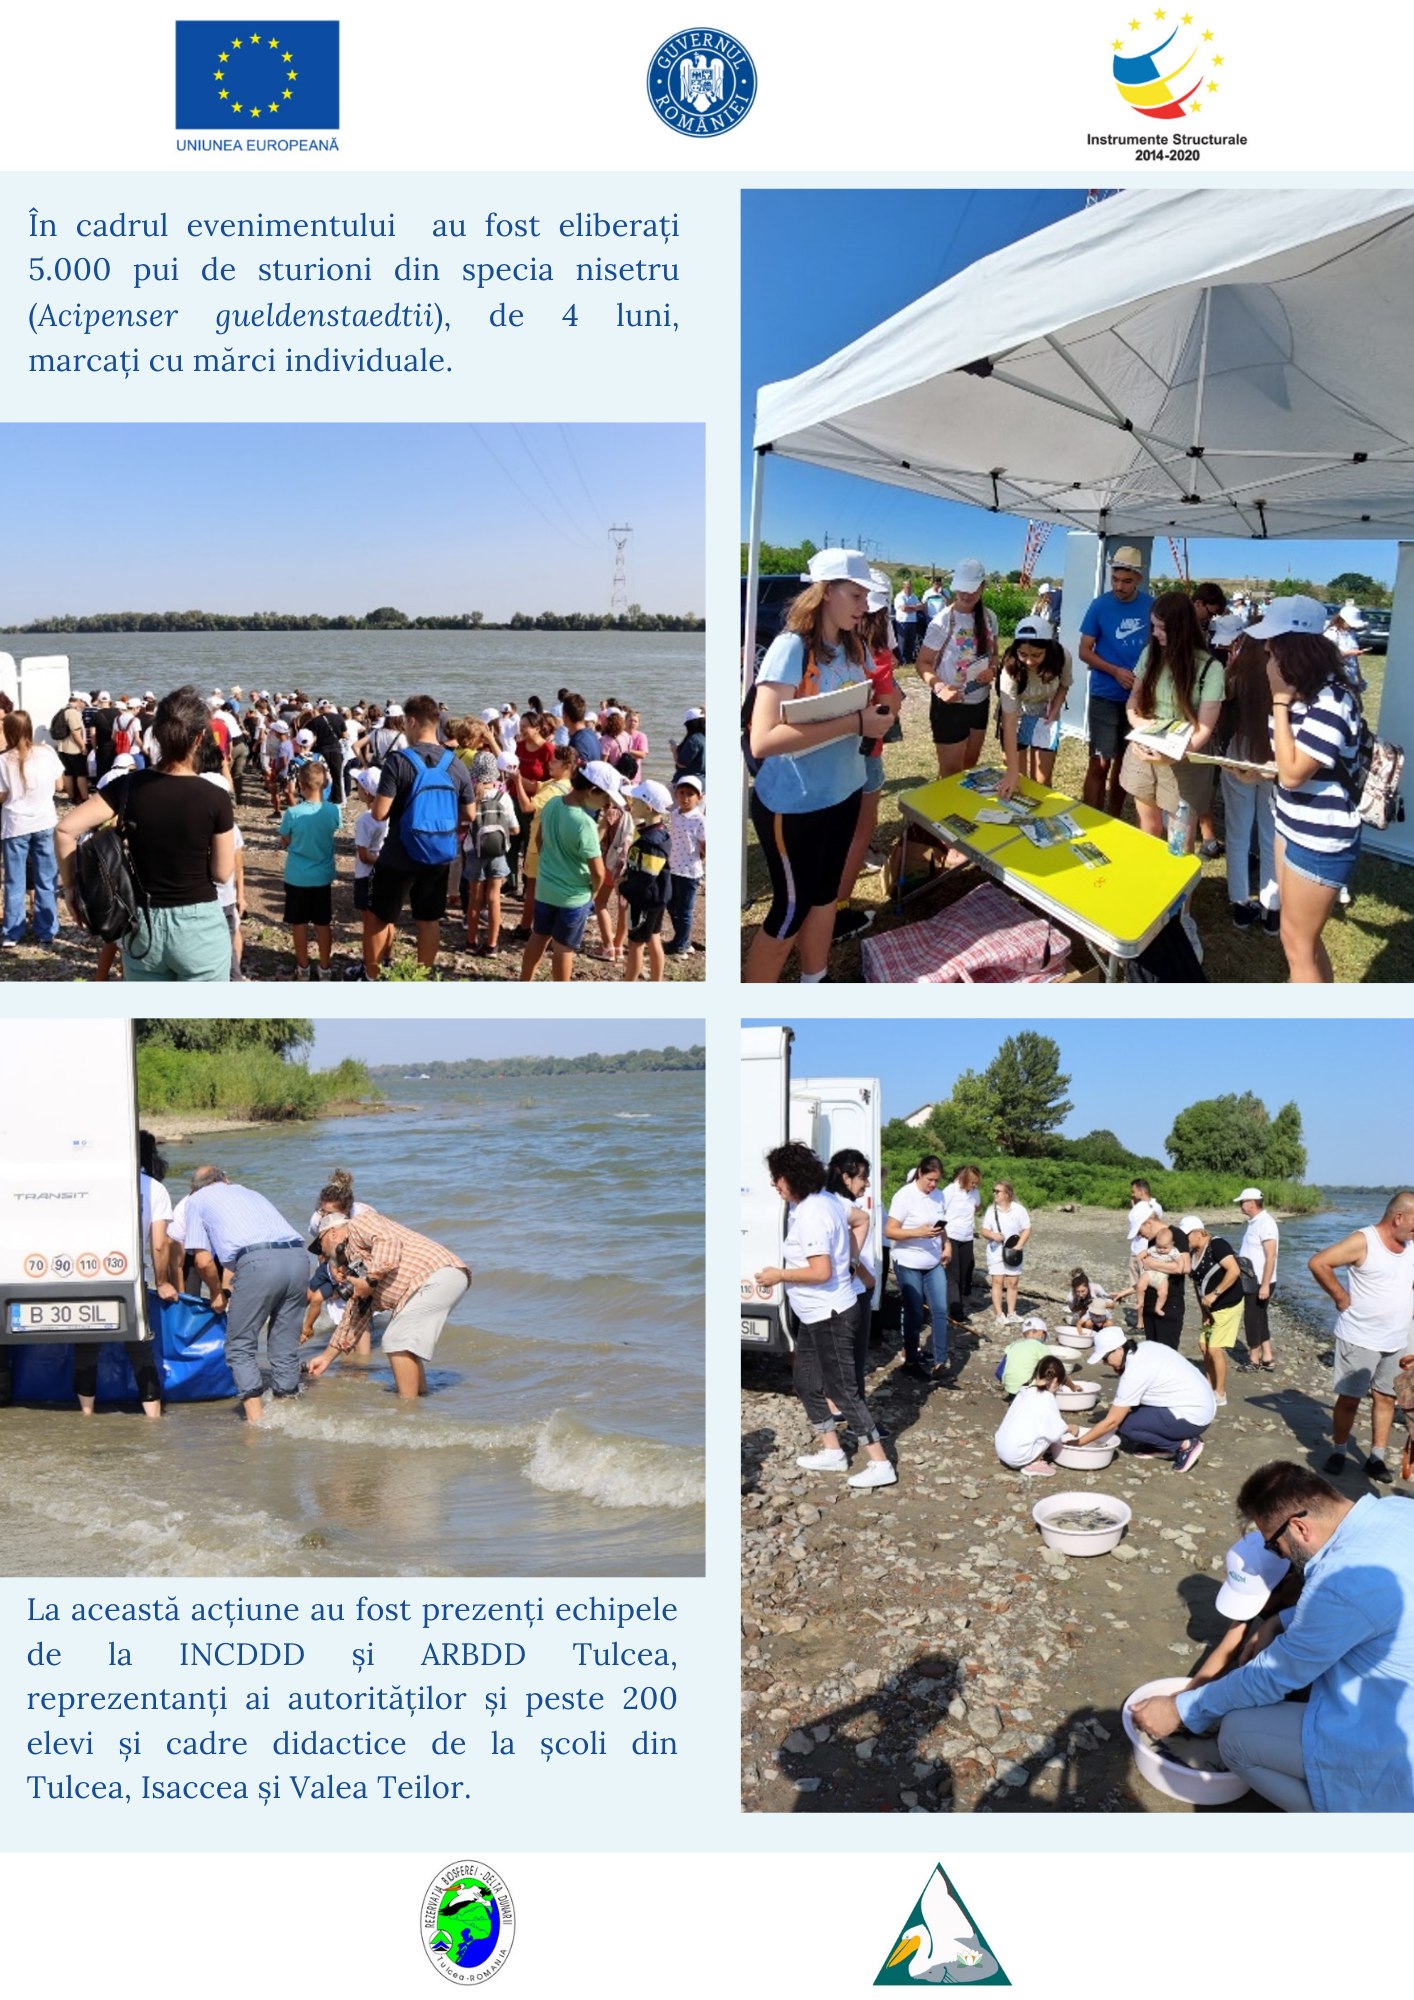 UNIUNEA EUROPEANĂ
GUVERNUL ROMÂNIEI
Instrumente Structurale
2014-2020
În cadrul evenimentului au fost eliberați
5.000 pui de sturioni din specia nisetru
(Acipenser gueldenstaedtii), de 4 luni,
marcați cu mărci individuale.
NIKE
TRANSIT
70 90 110 130
B 30 SIL
110 130
SIL
La această acțiune au fost prezenți echipele
de la INCDDD și ARBDD Tulcea,
reprezentanți ai autorităților și peste 200
elevi și cadre didactice de la școli din
Tulcea, Isaccea și Valea Teilor.
REZERVAȚIA BIOSFEREI - DELTA DUNĂRII
Tulcea-ROMANIA